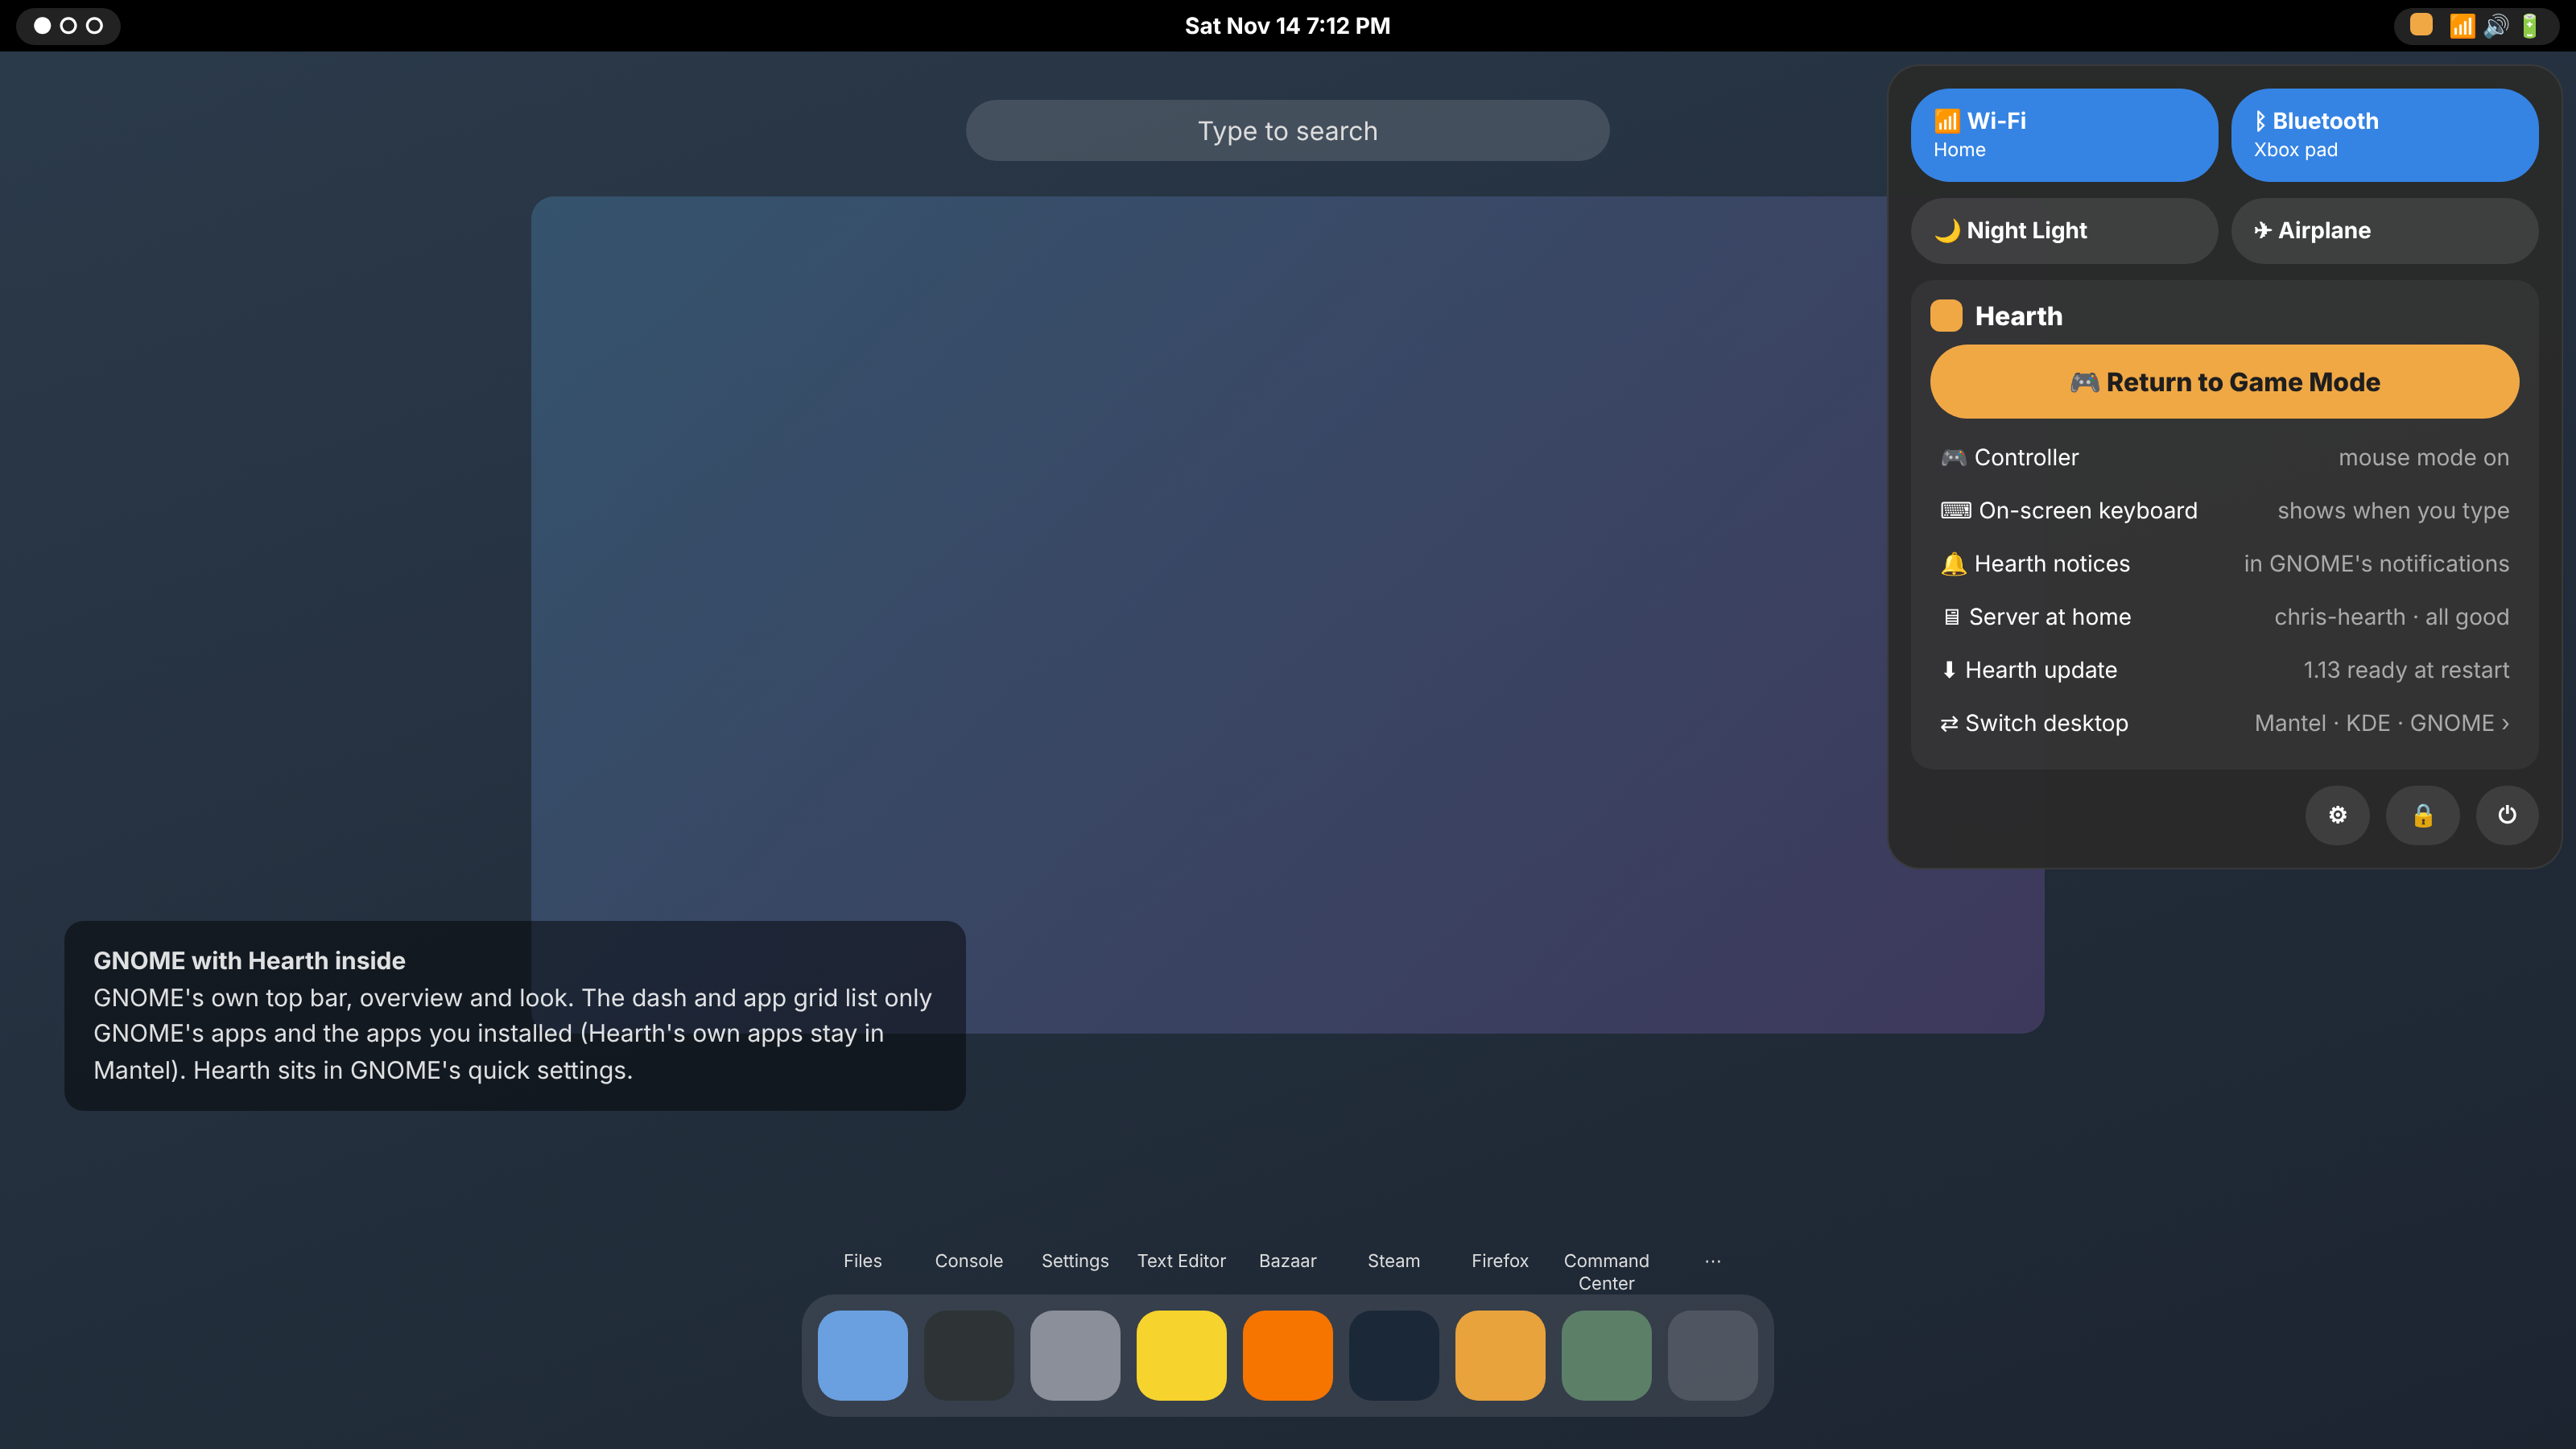 Sat Nov 14 7:12 PM
Type to search
Wi-Fi
Home
Bluetooth
Xbox pad
Night Light
Airplane
Hearth
Return to Game Mode
Controller mouse mode on
On-screen keyboard shows when you type
Hearth notices in GNOME's notifications
Server at home chris-hearth · all good
Hearth update 1.13 ready at restart
Switch desktop Mantel · KDE · GNOME ›
GNOME with Hearth inside
GNOME's own top bar, overview and look. The dash and app grid list only
GNOME's apps and the apps you installed (Hearth's own apps stay in
Mantel). Hearth sits in GNOME's quick settings.
Files Console Settings Text Editor Bazaar Steam Firefox Command ···
Center